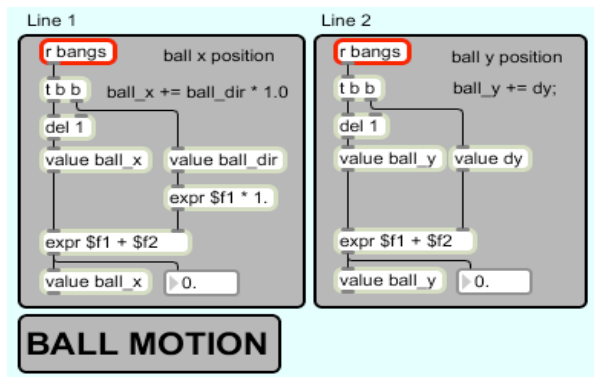 Line 1
r bangs
ball x position
t b b
ball_x += ball_dir * 1.0
del 1
value ball_x
value ball_dir
expr $f1 * 1.
expr $f1 + $f2
value ball_x
0.
Line 2
r bangs
ball y position
t b b
ball_y += dy;
del 1
value ball_y
value dy
expr $f1 + $f2
value ball_y
0.
BALL MOTION